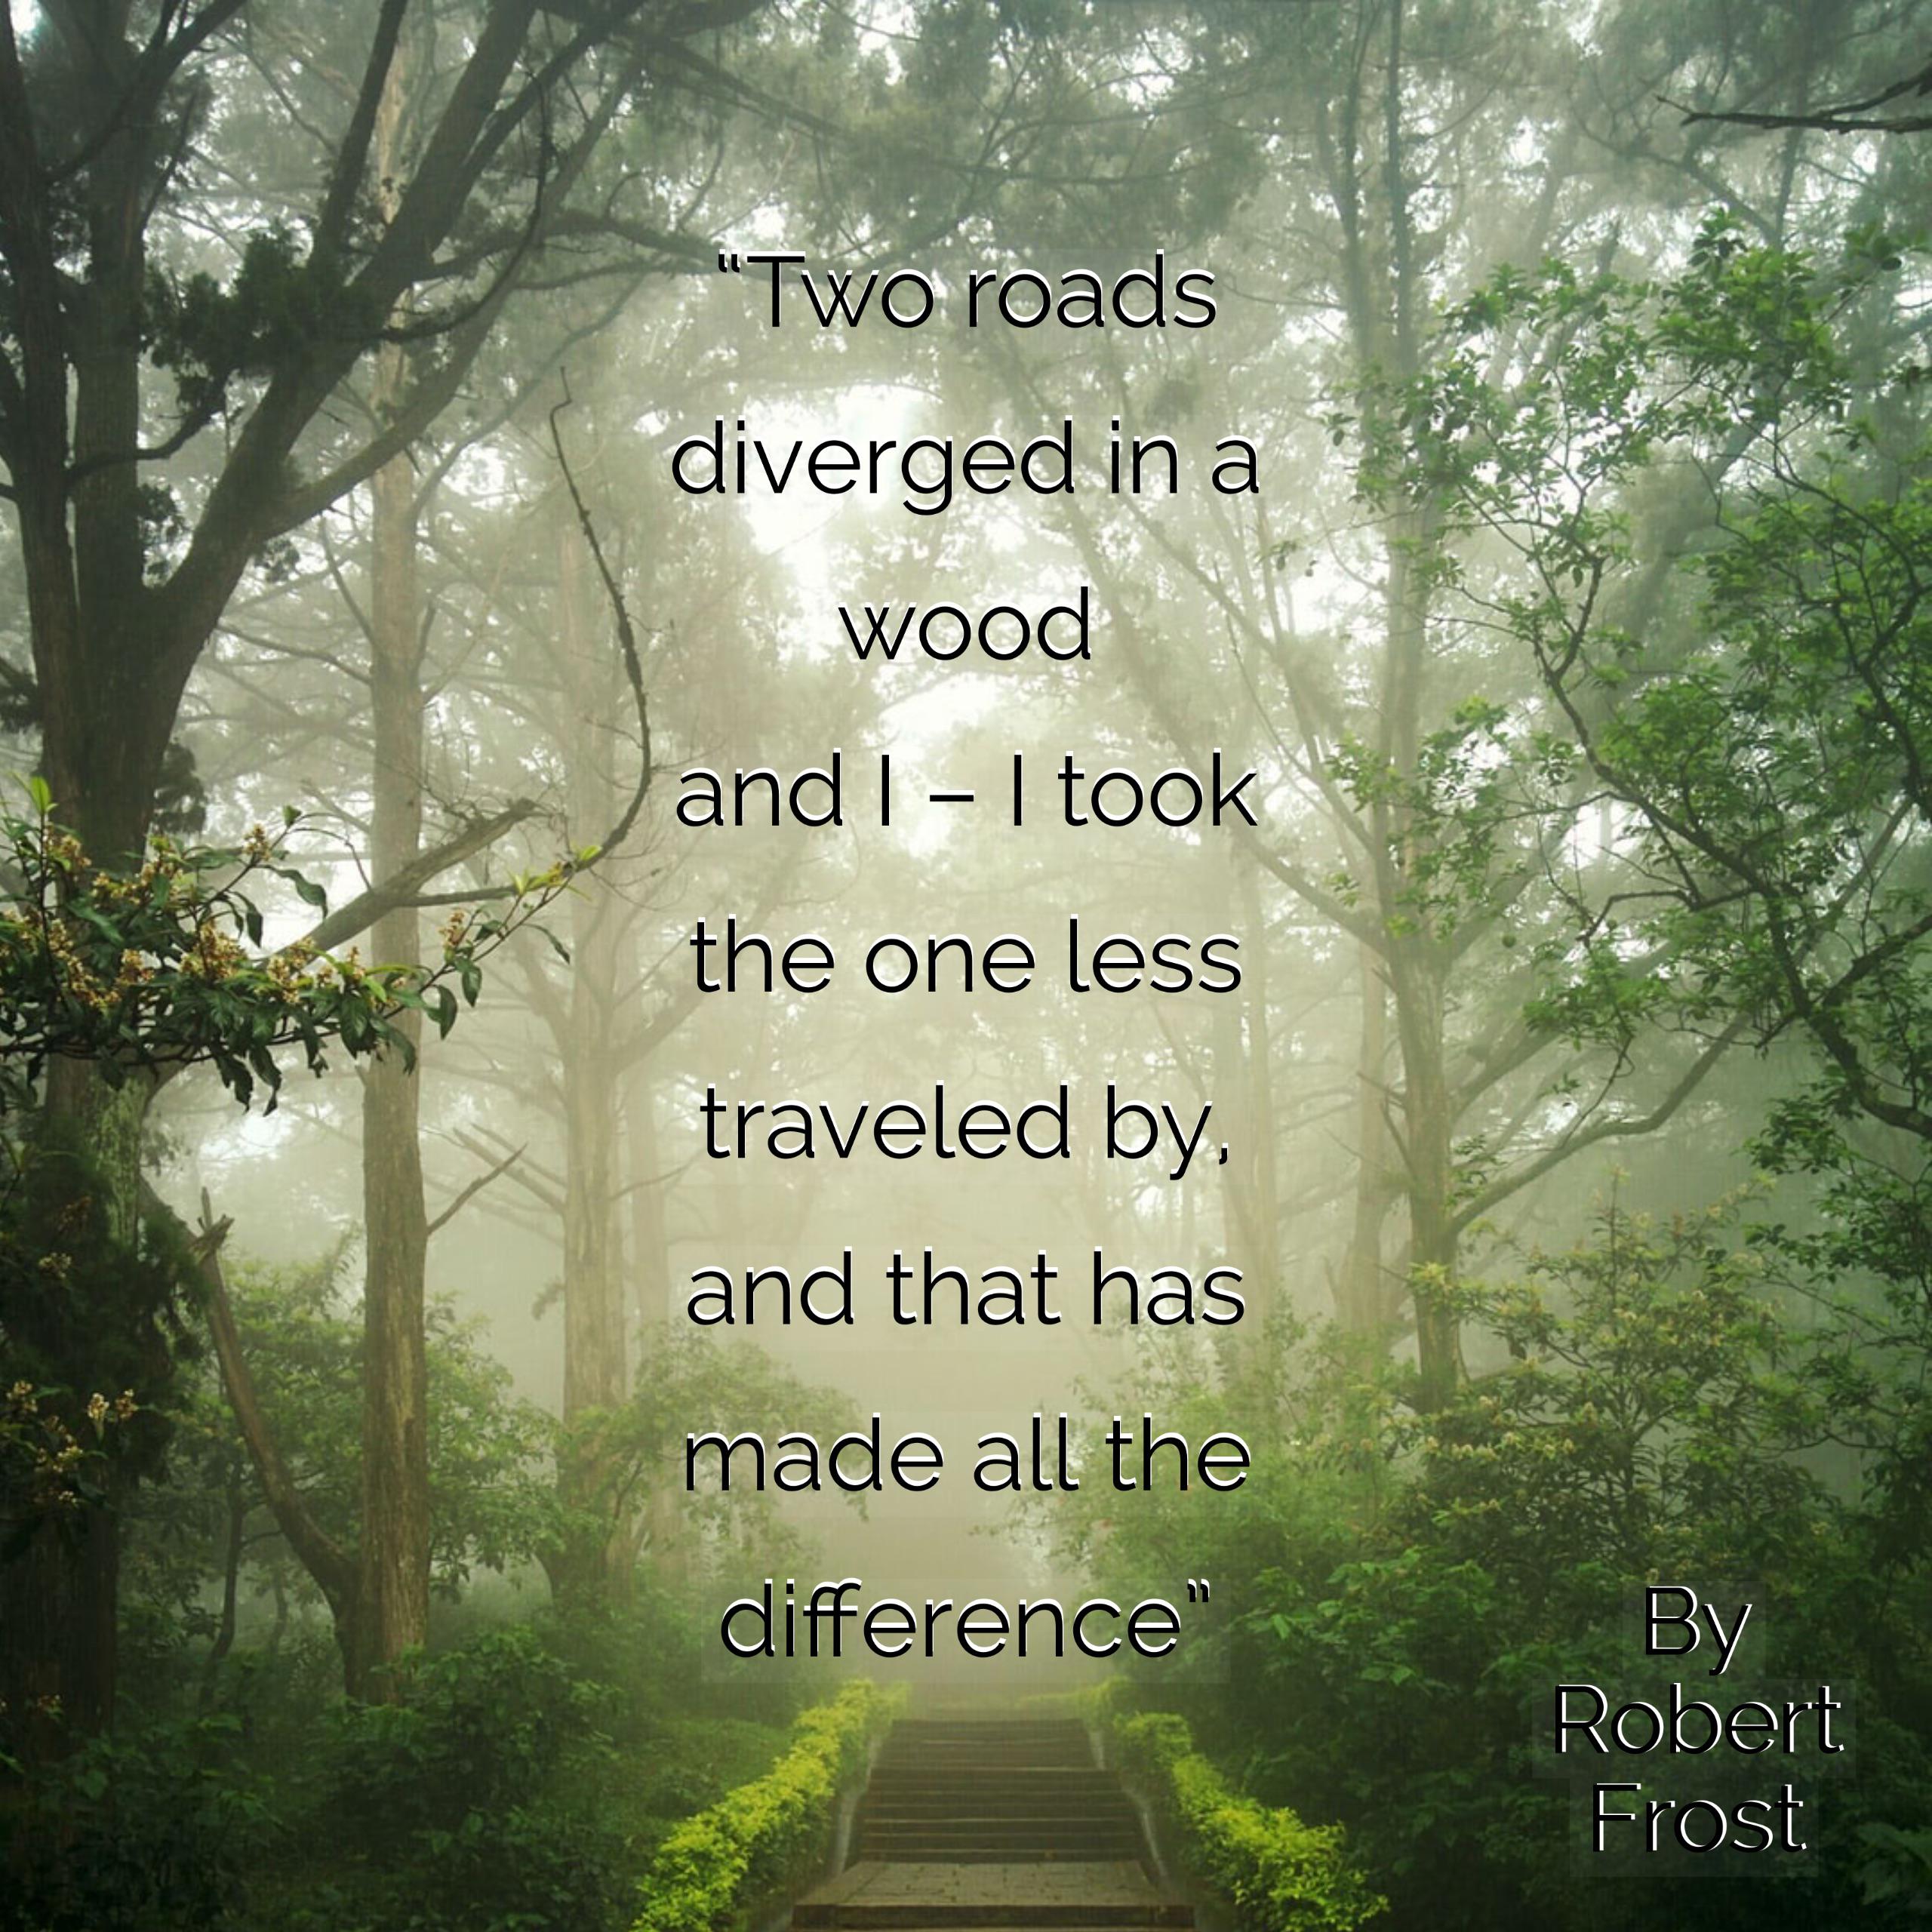 “Two roads
diverged in a
wood
and I – I took
the one less
traveled by,
and that has
made all the
difference”
By
Robert
Frost